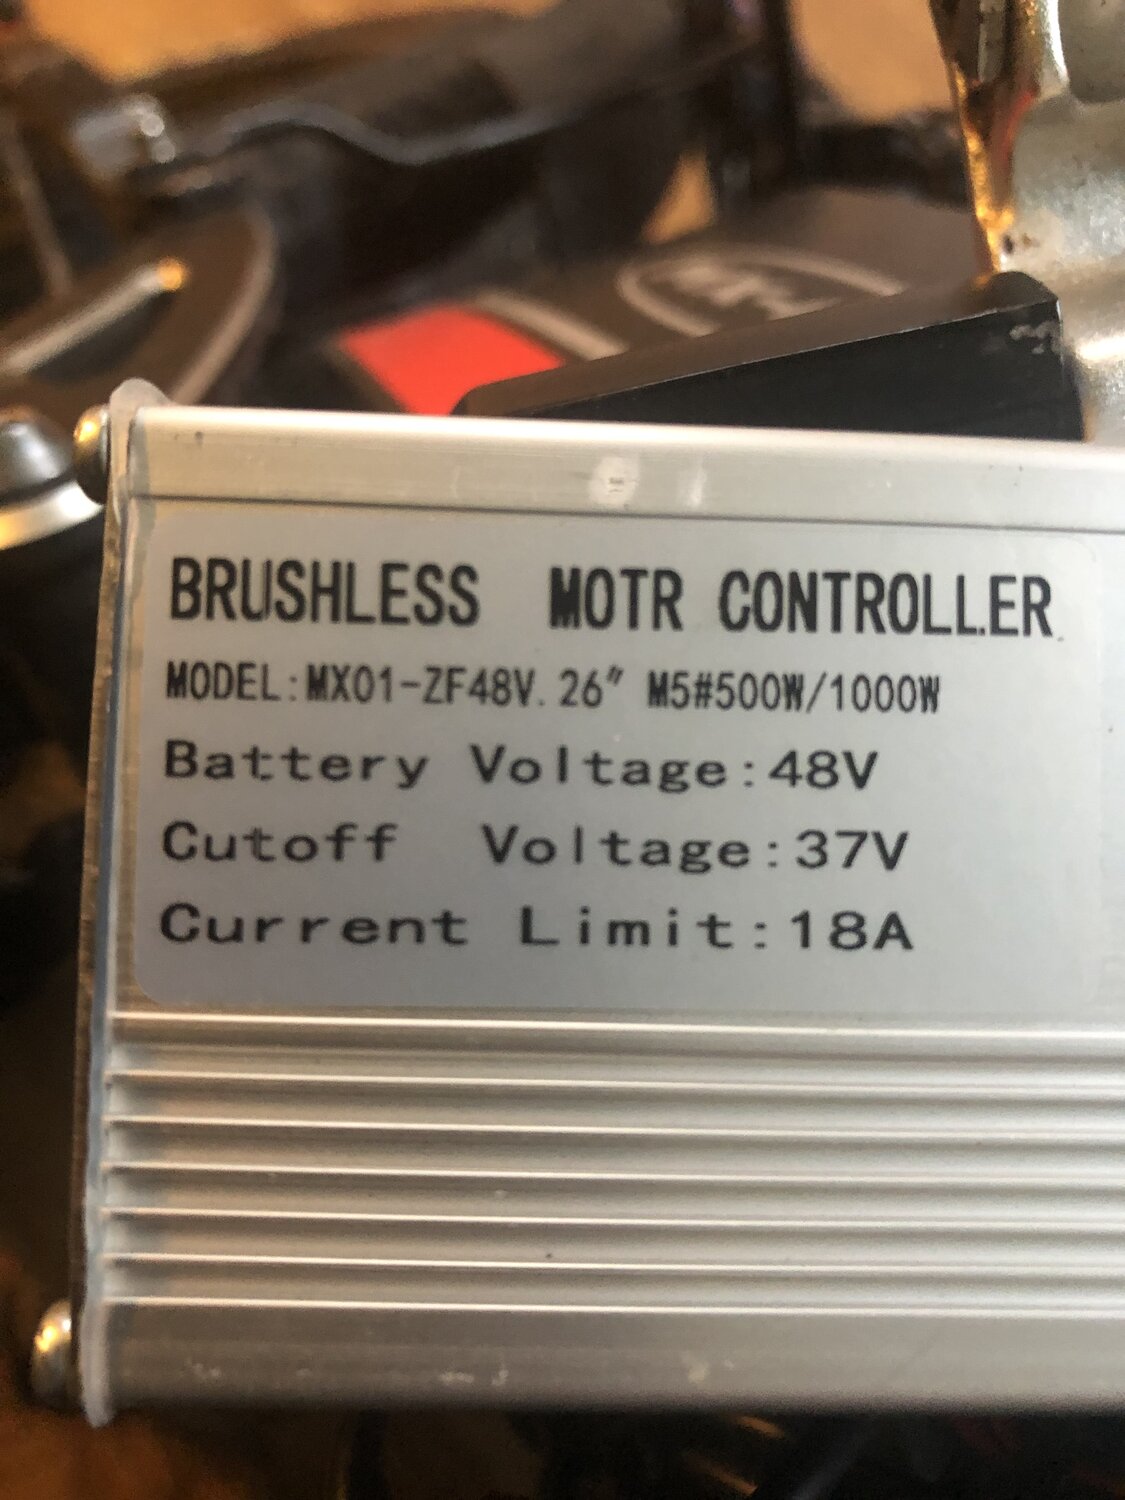 BRUSHLESS MOTR CONTROLLER
MODEL:MX01-ZF48V. 26" M5#500W/1000W
Battery Voltage:48V
Cutoff Voltage:37V
Current Limit:18A